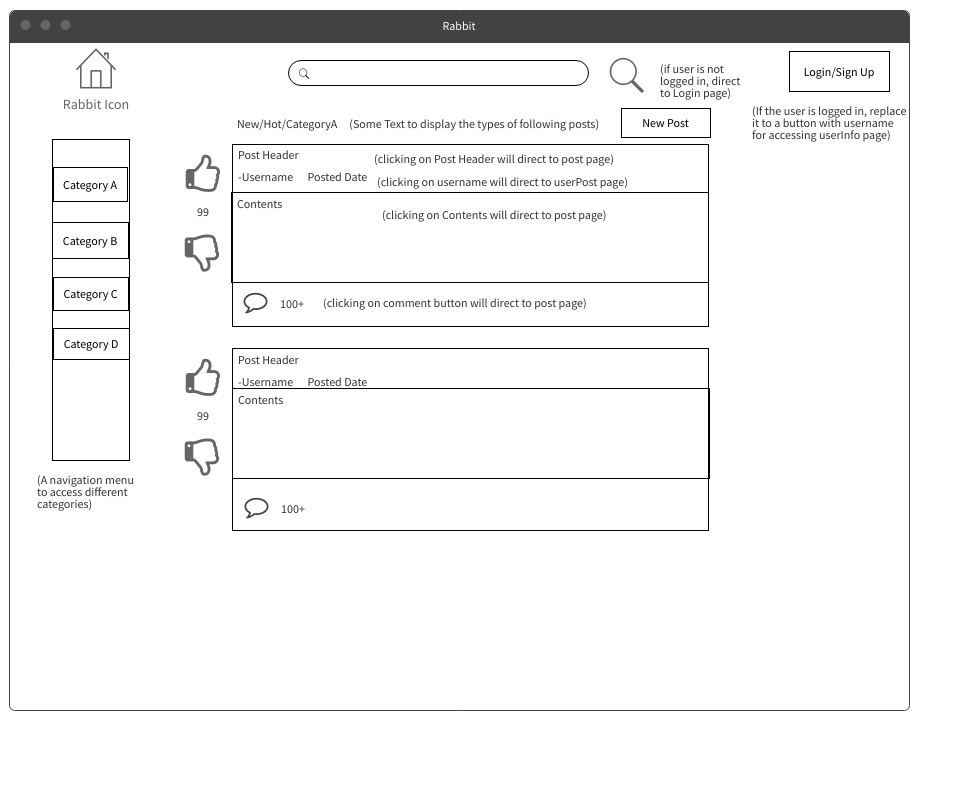 Rabbit
Rabbit Icon
(if user is not
logged in, direct
to Login page)
Login/Sign Up
(If the user is logged in, replace
it to a button with username
for accessing userInfo page)
New/Hot/CategoryA (Some Text to display the types of following posts)
New Post
Category A
Category B
Category C
Category D
(A navigation menu
to access different
categories)
99
Post Header (clicking on Post Header will direct to post page)
-Username Posted Date (clicking on username will direct to userPost page)
Contents
(clicking on Contents will direct to post page)
100+ (clicking on comment button will direct to post page)
99
Post Header
-Username Posted Date
Contents
100+